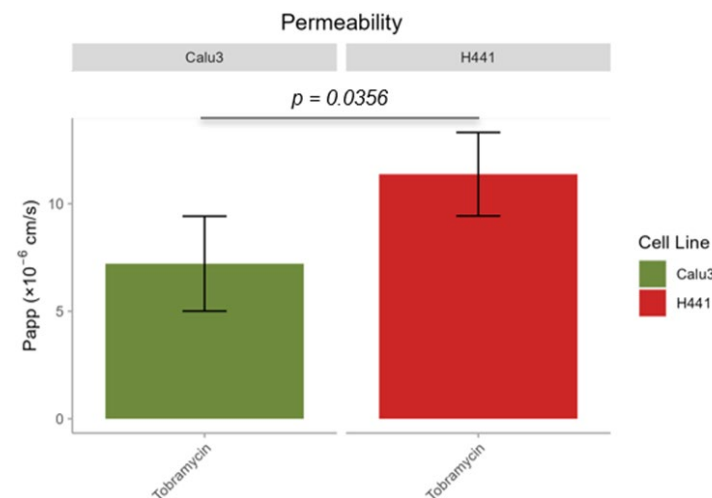 Permeability
Calu3
H441
p = 0.0356
Papp (×10⁻⁶ cm/s)
10
5
0
Tobramycin
Tobramycin
Cell Line
Calu3
H441